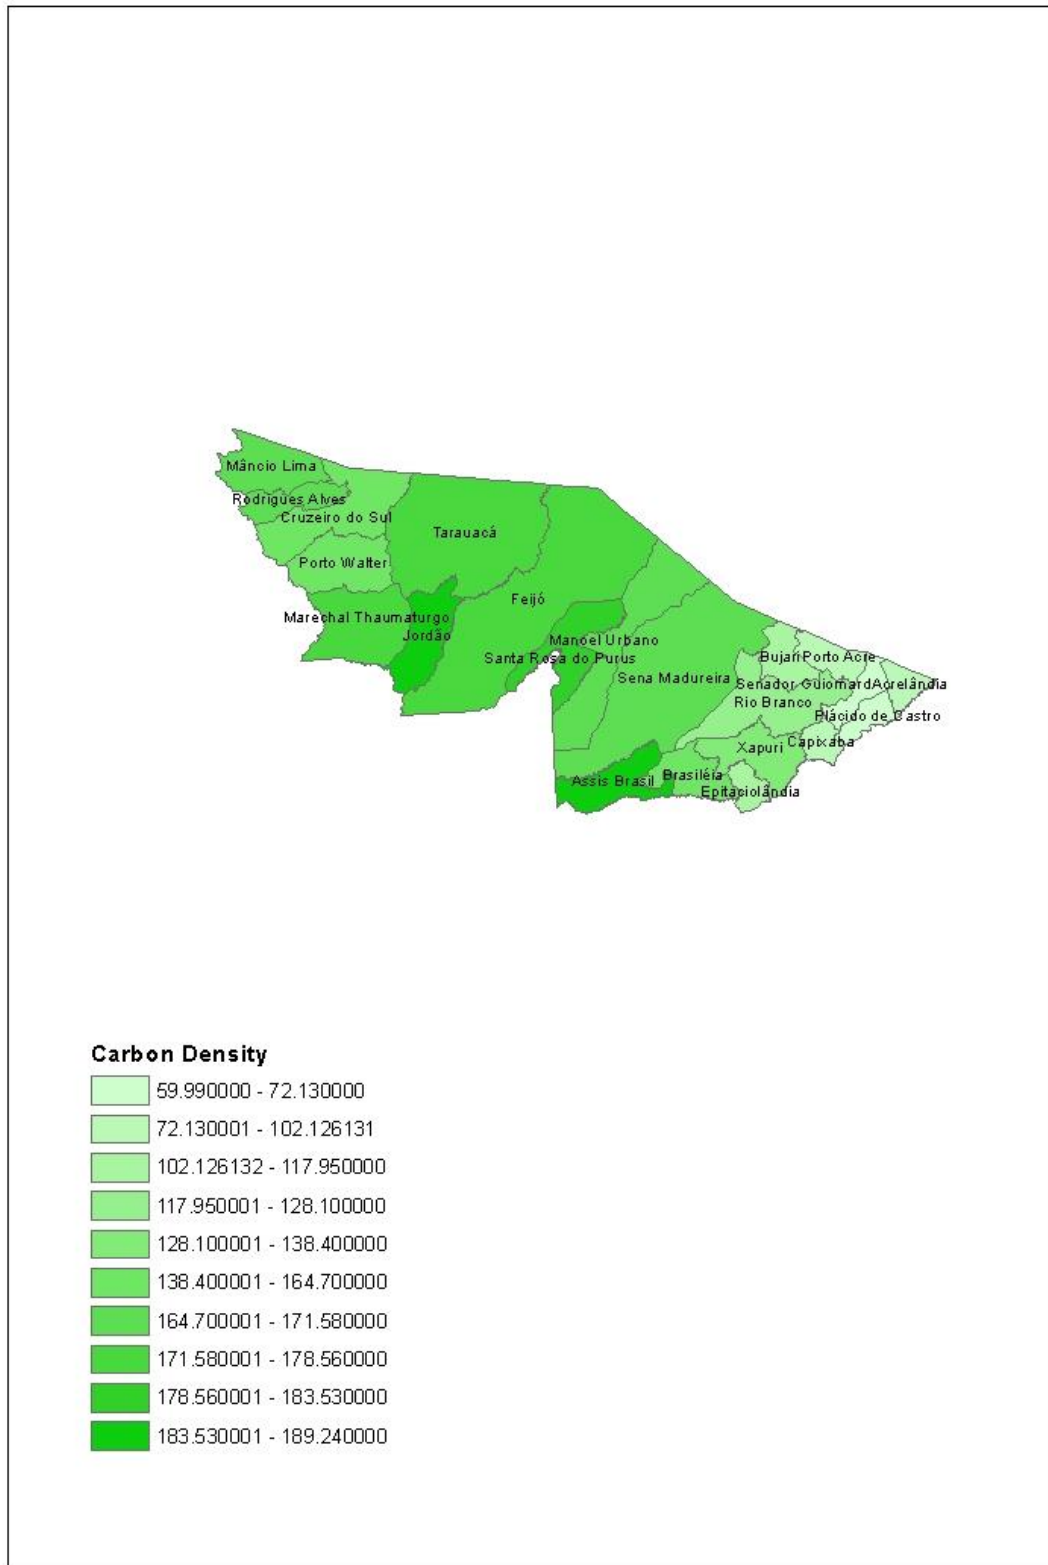 Mâncio Lima
Rodrigues Alves
Cruzeiro do Sul
Tarauacá
Porto Walter
Feijó
Marechal Thaumaturgo
Jordão
Manoel Urbano
Santa Rosa do Purus
Sena Madureira
Bujari
Porto Acre
Senador Guiomard
Acrelândia
Rio Branco
Plácido de Castro
Xapuri
Capixaba
Assis Brasil
Brasiléia
Epitaciolândia
Carbon Density
59.990000 - 72.130000
72.130001 - 102.126131
102.126132 - 117.950000
117.950001 - 128.100000
128.100001 - 138.400000
138.400001 - 164.700000
164.700001 - 171.580000
171.580001 - 178.560000
178.560001 - 183.530000
183.530001 - 189.240000